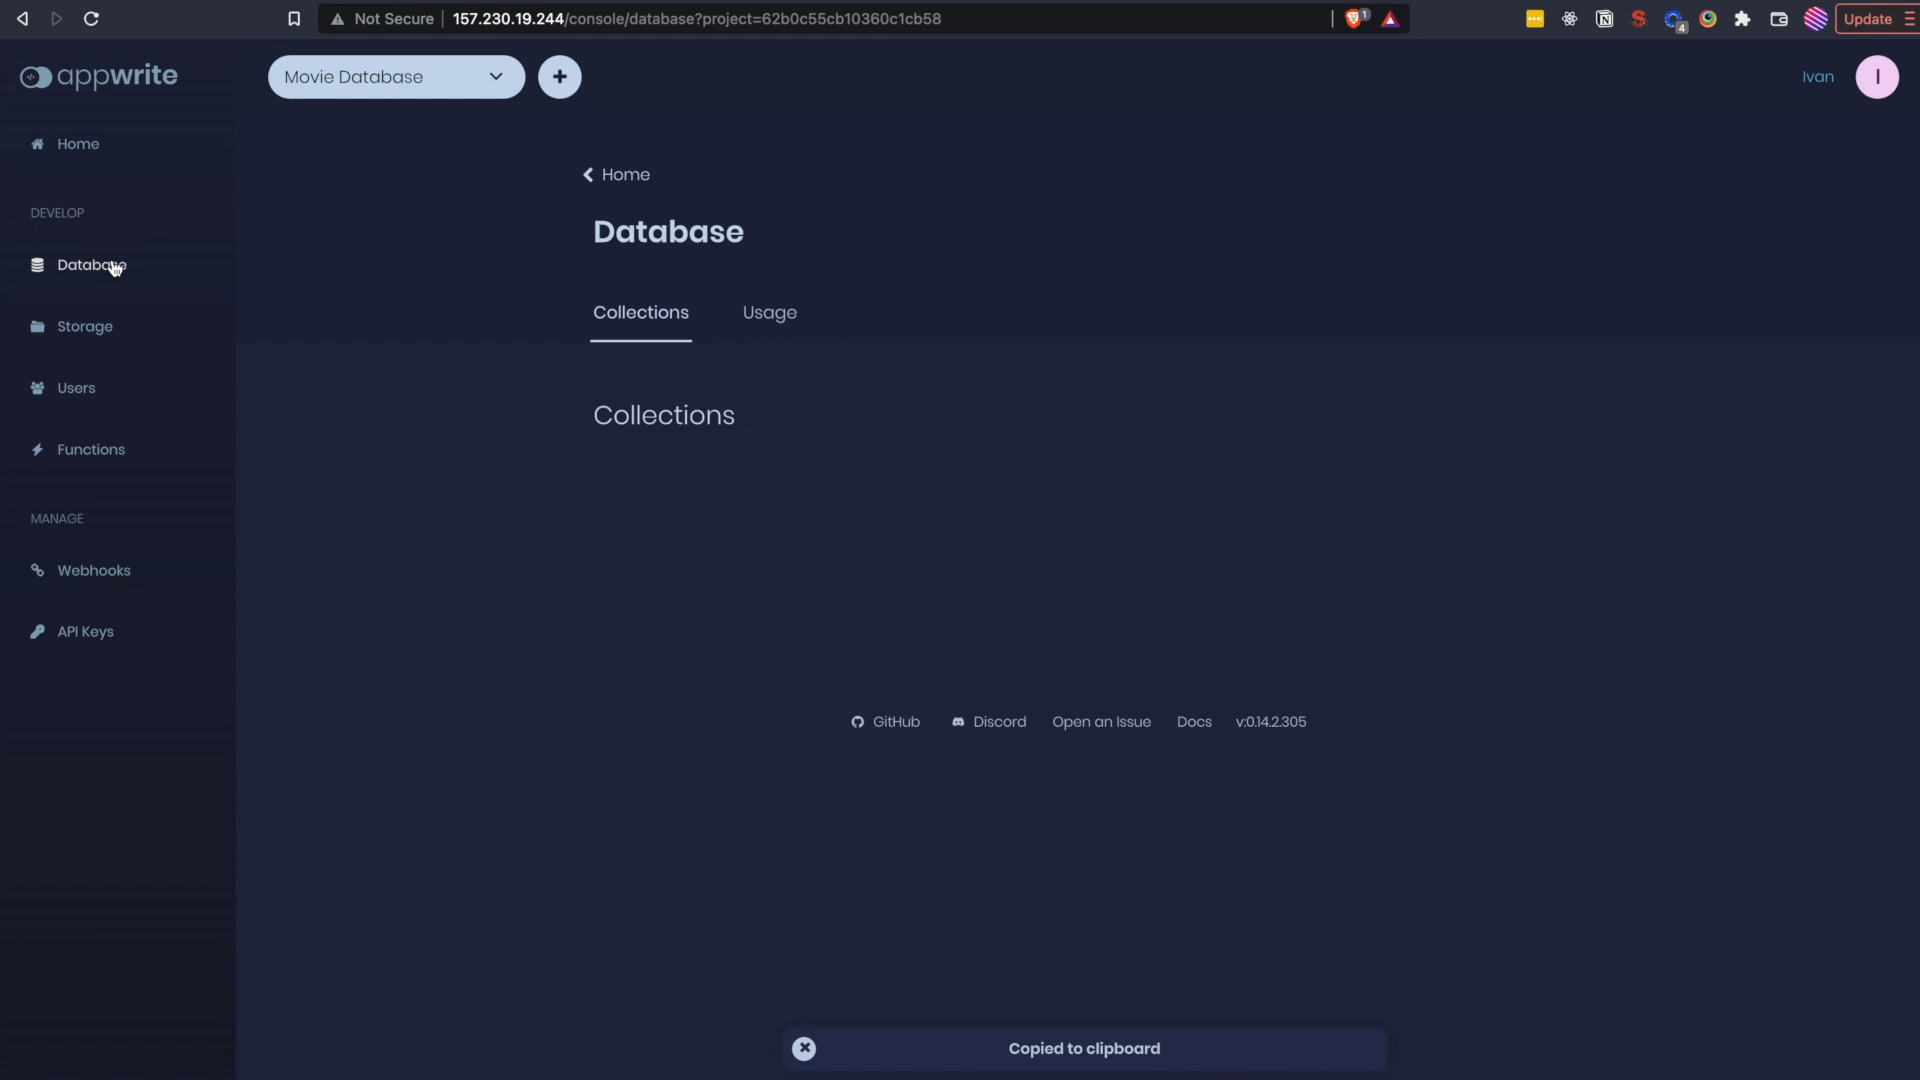 Not Secure
157.230.19.244/console/database?project=62b0c55cb10360c1cb58
1
4
Update
appwrite
Movie Database
Ivan
I
Home
DEVELOP
Database
Storage
Users
Functions
MANAGE
Webhooks
API Keys
Home
Database
Collections
Usage
Collections
GitHub
Discord
Open an Issue
Docs
v:0.14.2.305
Copied to clipboard